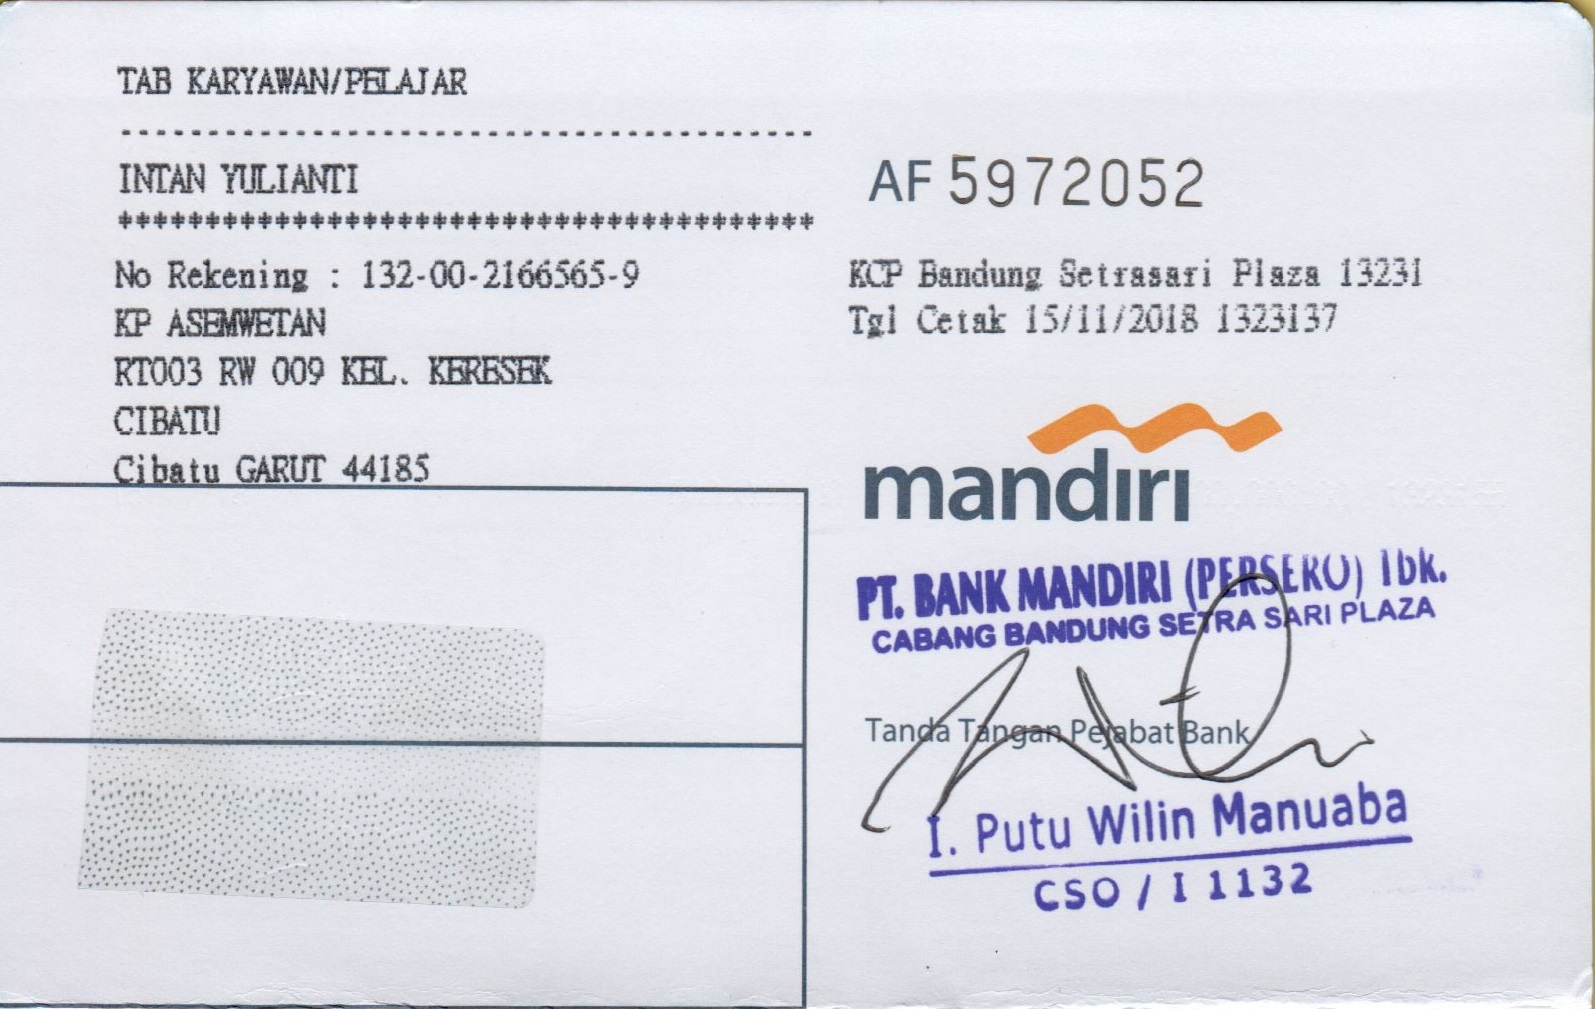 TAB KARYAWAN/PELAJAR
----------------------------------------
INTAN YULIANTI
****************************************
No Rekening : 132-00-2166565-9
KP ASEMWETAN
RT003 RW 009 KEL. KERESEK
CIBATU
Cibatu GARUT 44185
AF 5972052
KCP Bandung Setrasari Plaza 13231
Tgl Cetak 15/11/2018 1323137
mandiri
PT. BANK MANDIRI (PERSERO) Tbk.
CABANG BANDUNG SETRA SARI PLAZA
Tanda Tangan Pejabat Bank
I. Putu Wilin Manuaba
CSO / I 1132